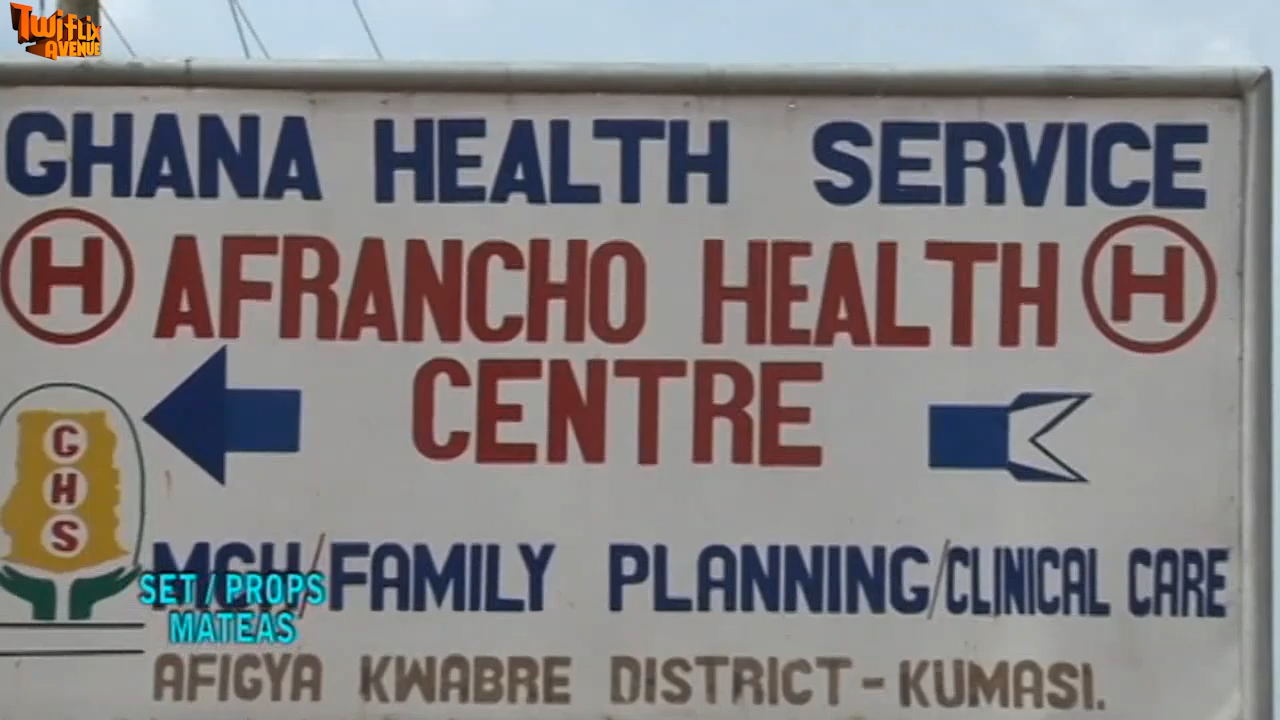 TWiFLiX
AVENUE
GHANA HEALTH SERVICE
H AFRANCHO HEALTH H
CENTRE
G
H
S
MCH/FAMILY PLANNING/CLINICAL CARE
SET / PROPS
MATEAS
AFIGYA KWABRE DISTRICT - KUMASI.